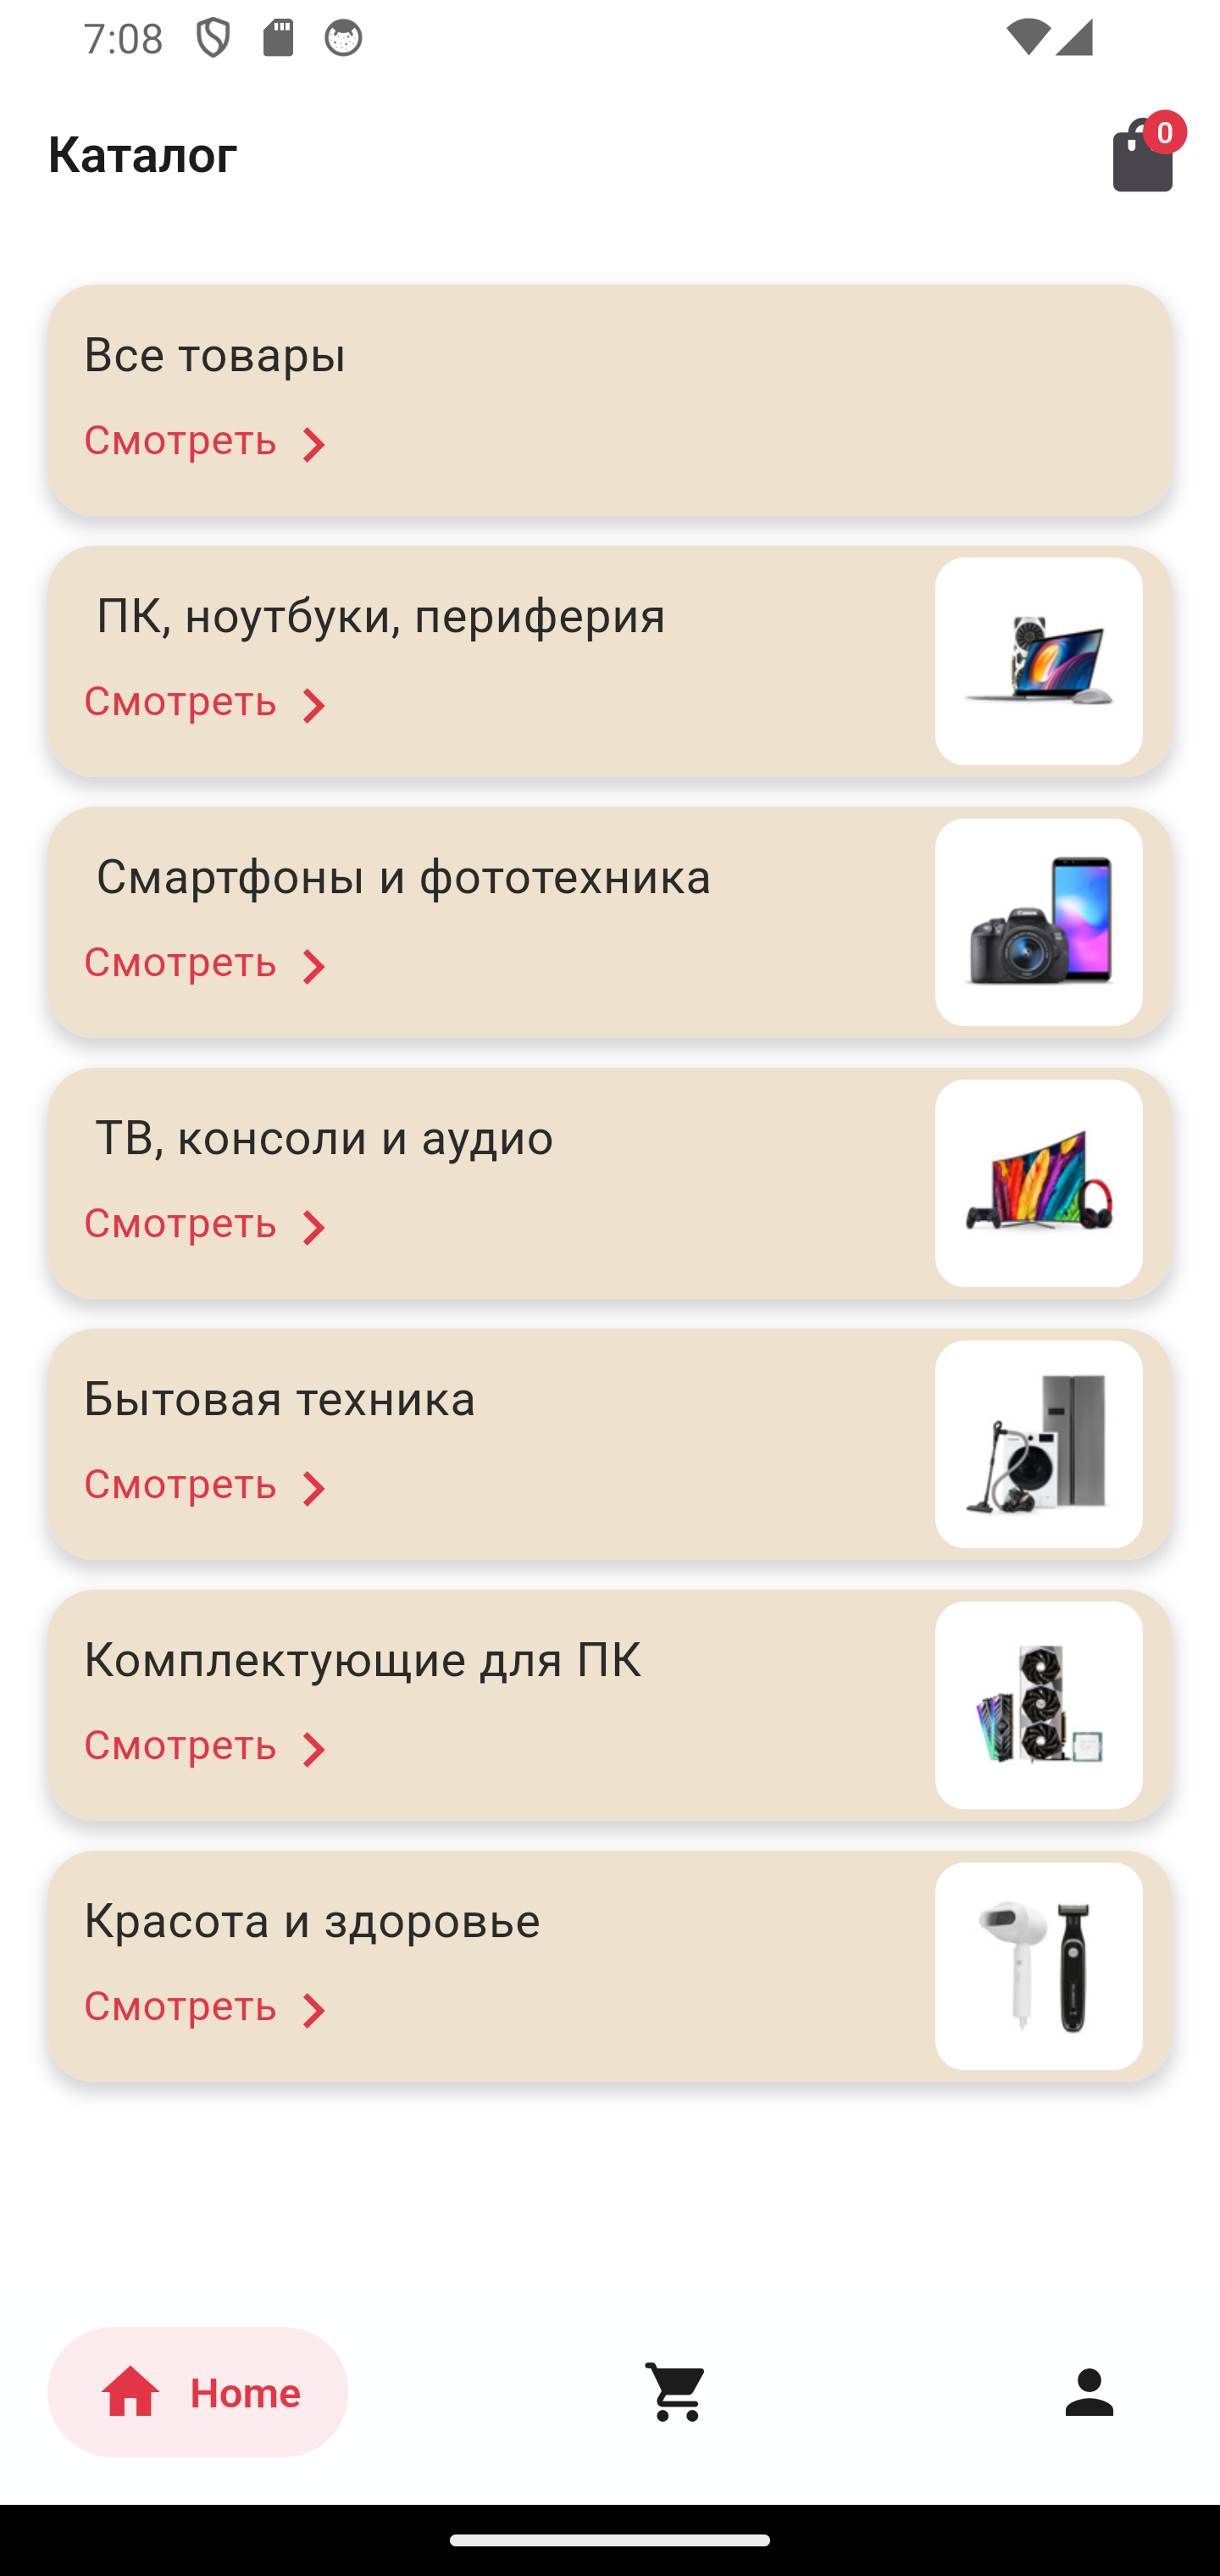 7:08
Каталог
0
Все товары
Смотреть
ПК, ноутбуки, периферия
Смотреть
Смартфоны и фототехника
Смотреть
ТВ, консоли и аудио
Смотреть
Бытовая техника
Смотреть
Комплектующие для ПК
Смотреть
Красота и здоровье
Смотреть
Home